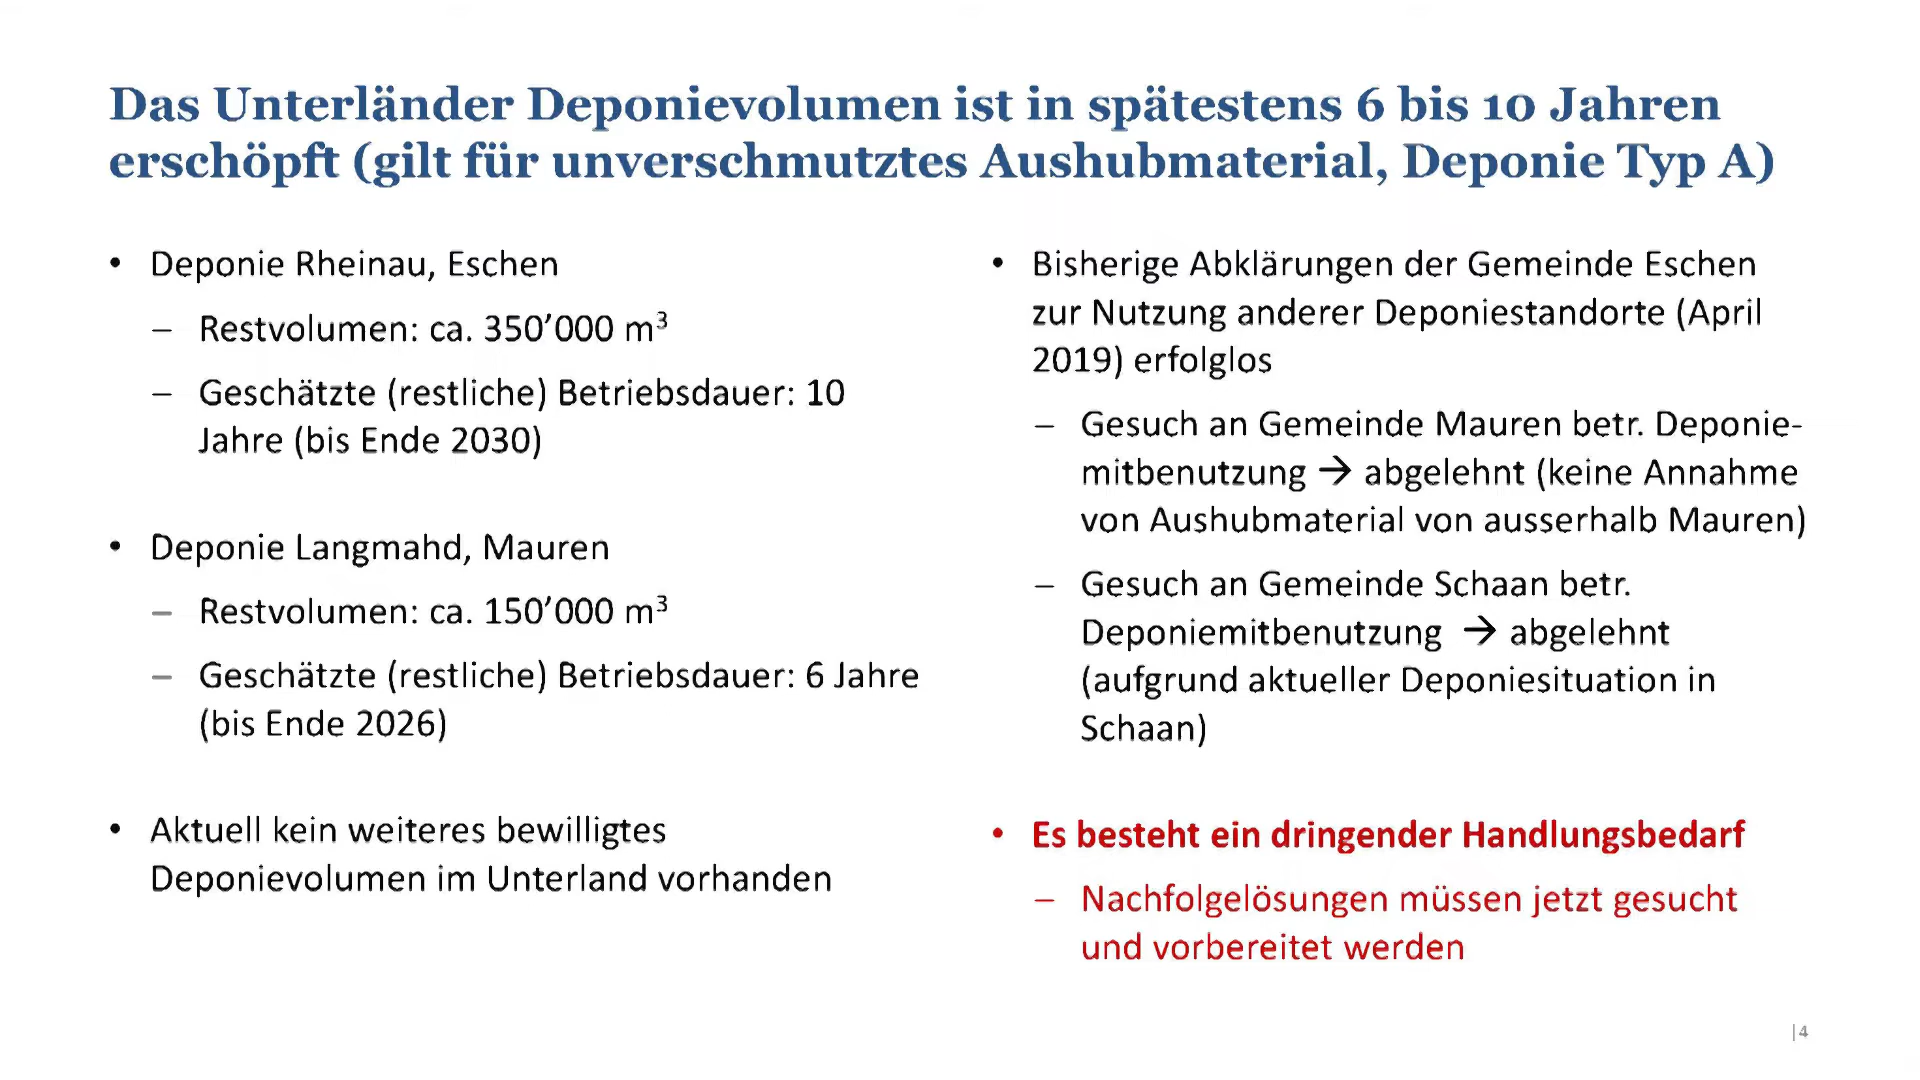 Das Unterländer Deponievolumen ist in spätestens 6 bis 10 Jahren
erschöpft (gilt für unverschmutztes Aushubmaterial, Deponie Typ A)
• Deponie Rheinau, Eschen
– Restvolumen: ca. 350’000 m³
– Geschätzte (restliche) Betriebsdauer: 10
Jahre (bis Ende 2030)
• Deponie Langmahd, Mauren
– Restvolumen: ca. 150’000 m³
– Geschätzte (restliche) Betriebsdauer: 6 Jahre
(bis Ende 2026)
• Aktuell kein weiteres bewilligtes
Deponievolumen im Unterland vorhanden
• Bisherige Abklärungen der Gemeinde Eschen
zur Nutzung anderer Deponiestandorte (April
2019) erfolglos
– Gesuch an Gemeinde Mauren betr. Deponie-
mitbenutzung → abgelehnt (keine Annahme
von Aushubmaterial von ausserhalb Mauren)
– Gesuch an Gemeinde Schaan betr.
Deponiemitbenutzung → abgelehnt
(aufgrund aktueller Deponiesituation in
Schaan)
• Es besteht ein dringender Handlungsbedarf
– Nachfolgelösungen müssen jetzt gesucht
und vorbereitet werden
|4